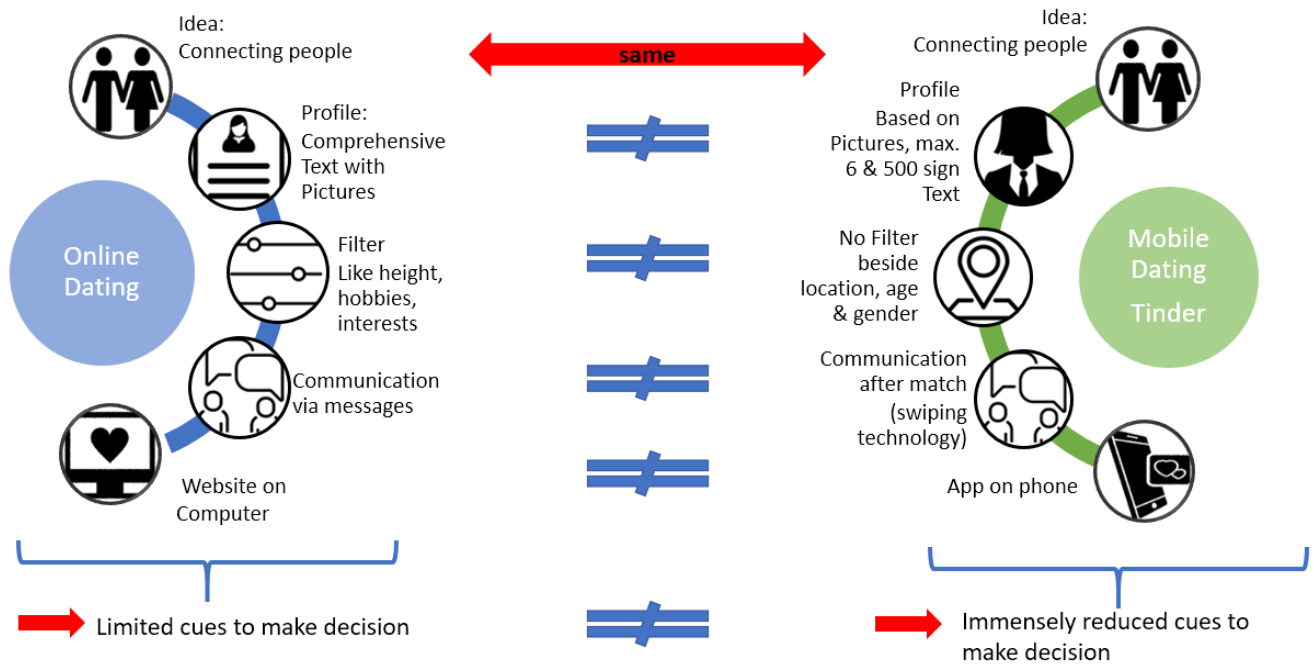 Idea:
Connecting people
same
Idea:
Connecting people
Profile:
Comprehensive
Text with
Pictures
Profile
Based on
Pictures, max.
6 & 500 sign
Text
Online
Dating
Filter
Like height,
hobbies,
interests
No Filter
beside
location, age
& gender
Mobile
Dating
Tinder
Communication
via messages
Communication
after match
(swiping
technology)
Website on
Computer
App on phone
Limited cues to make decision
Immensely reduced cues to
make decision